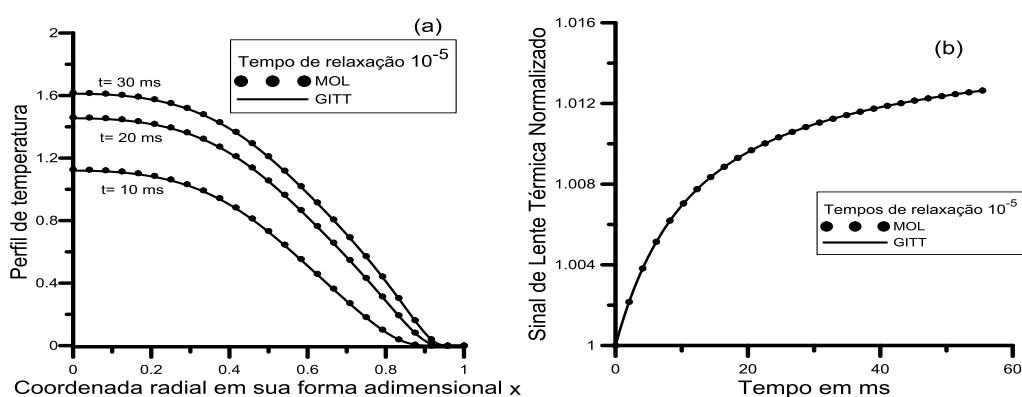 (a)
2
1.6
1.2
0.8
0.4
0
Perfil de temperatura
t= 30 ms
t= 20 ms
t= 10 ms
Tempo de relaxação 10-5
MOL
GITT
0 0.2 0.4 0.6 0.8 1
Coordenada radial em sua forma adimensional x
(b)
1.016
1.012
1.008
1.004
1
Sinal de Lente Térmica Normalizado
Tempos de relaxação 10-5
MOL
GITT
0 20 40 60
Tempo em ms